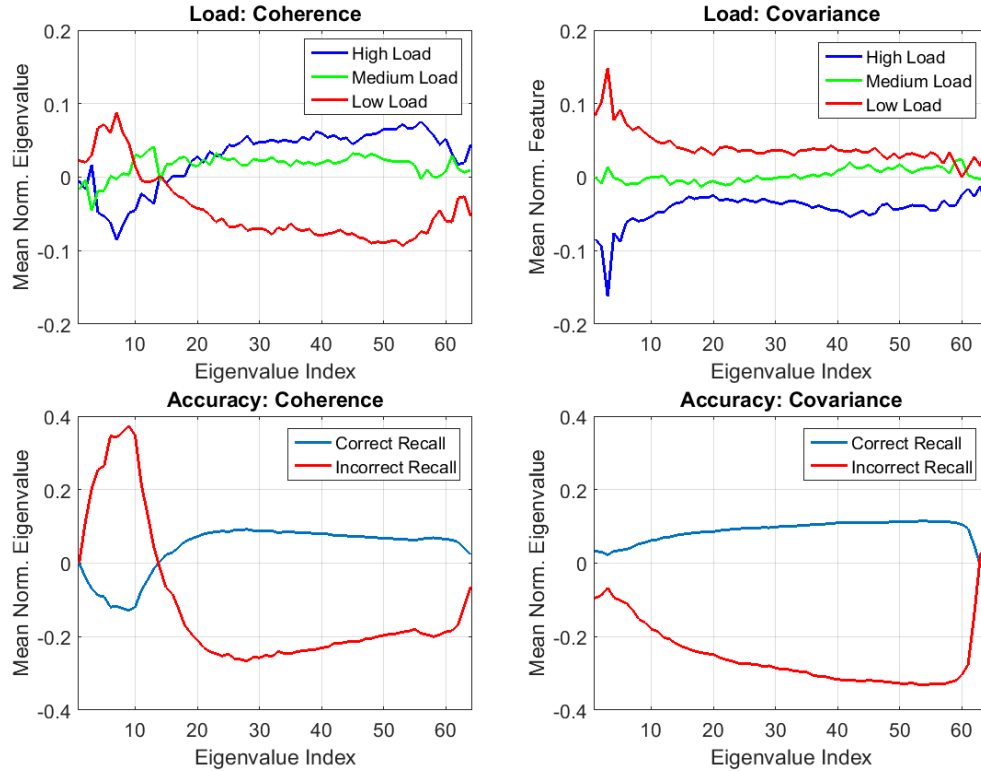 Load: Coherence
0.2
0.1
0
-0.1
-0.2
Mean Norm. Eigenvalue
High Load
Medium Load
Low Load
10 20 30 40 50 60
Eigenvalue Index
Load: Covariance
0.2
0.1
0
-0.1
-0.2
Mean Norm. Feature
High Load
Medium Load
Low Load
10 20 30 40 50 60
Eigenvalue Index
Accuracy: Coherence
0.4
0.2
0
-0.2
-0.4
Mean Norm. Eigenvalue
Correct Recall
Incorrect Recall
10 20 30 40 50 60
Eigenvalue Index
Accuracy: Covariance
0.4
0.2
0
-0.2
-0.4
Mean Norm. Eigenvalue
Correct Recall
Incorrect Recall
10 20 30 40 50 60
Eigenvalue Index